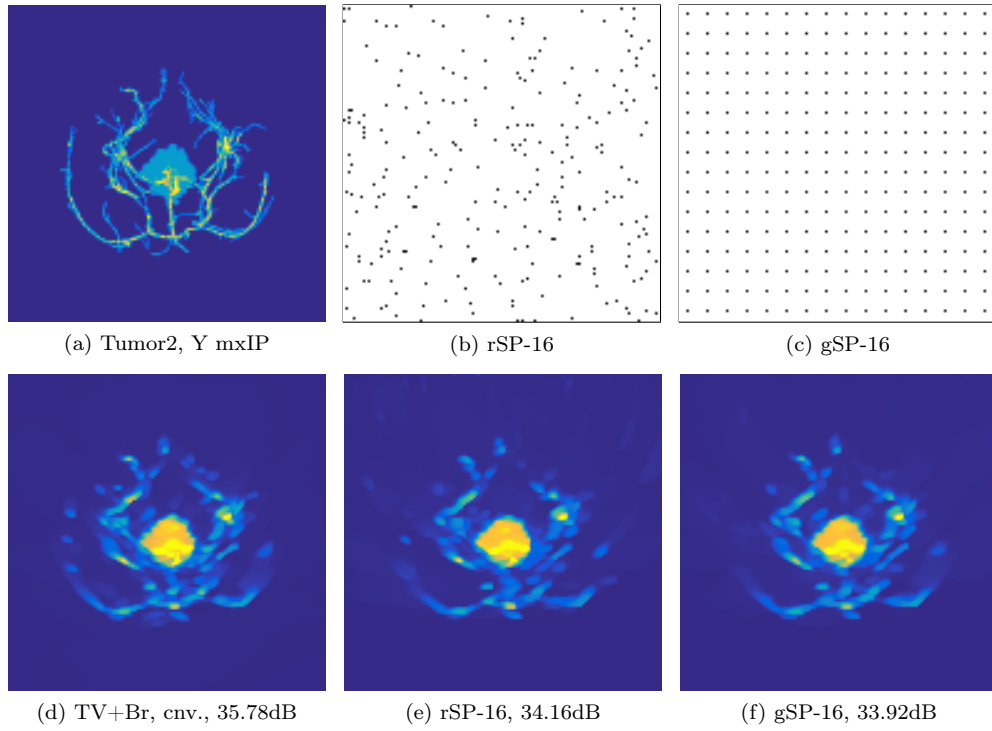 (a) Tumor2, Y mxIP
(b) rSP-16
(c) gSP-16
(d) TV+Br, cnv., 35.78dB
(e) rSP-16, 34.16dB
(f) gSP-16, 33.92dB